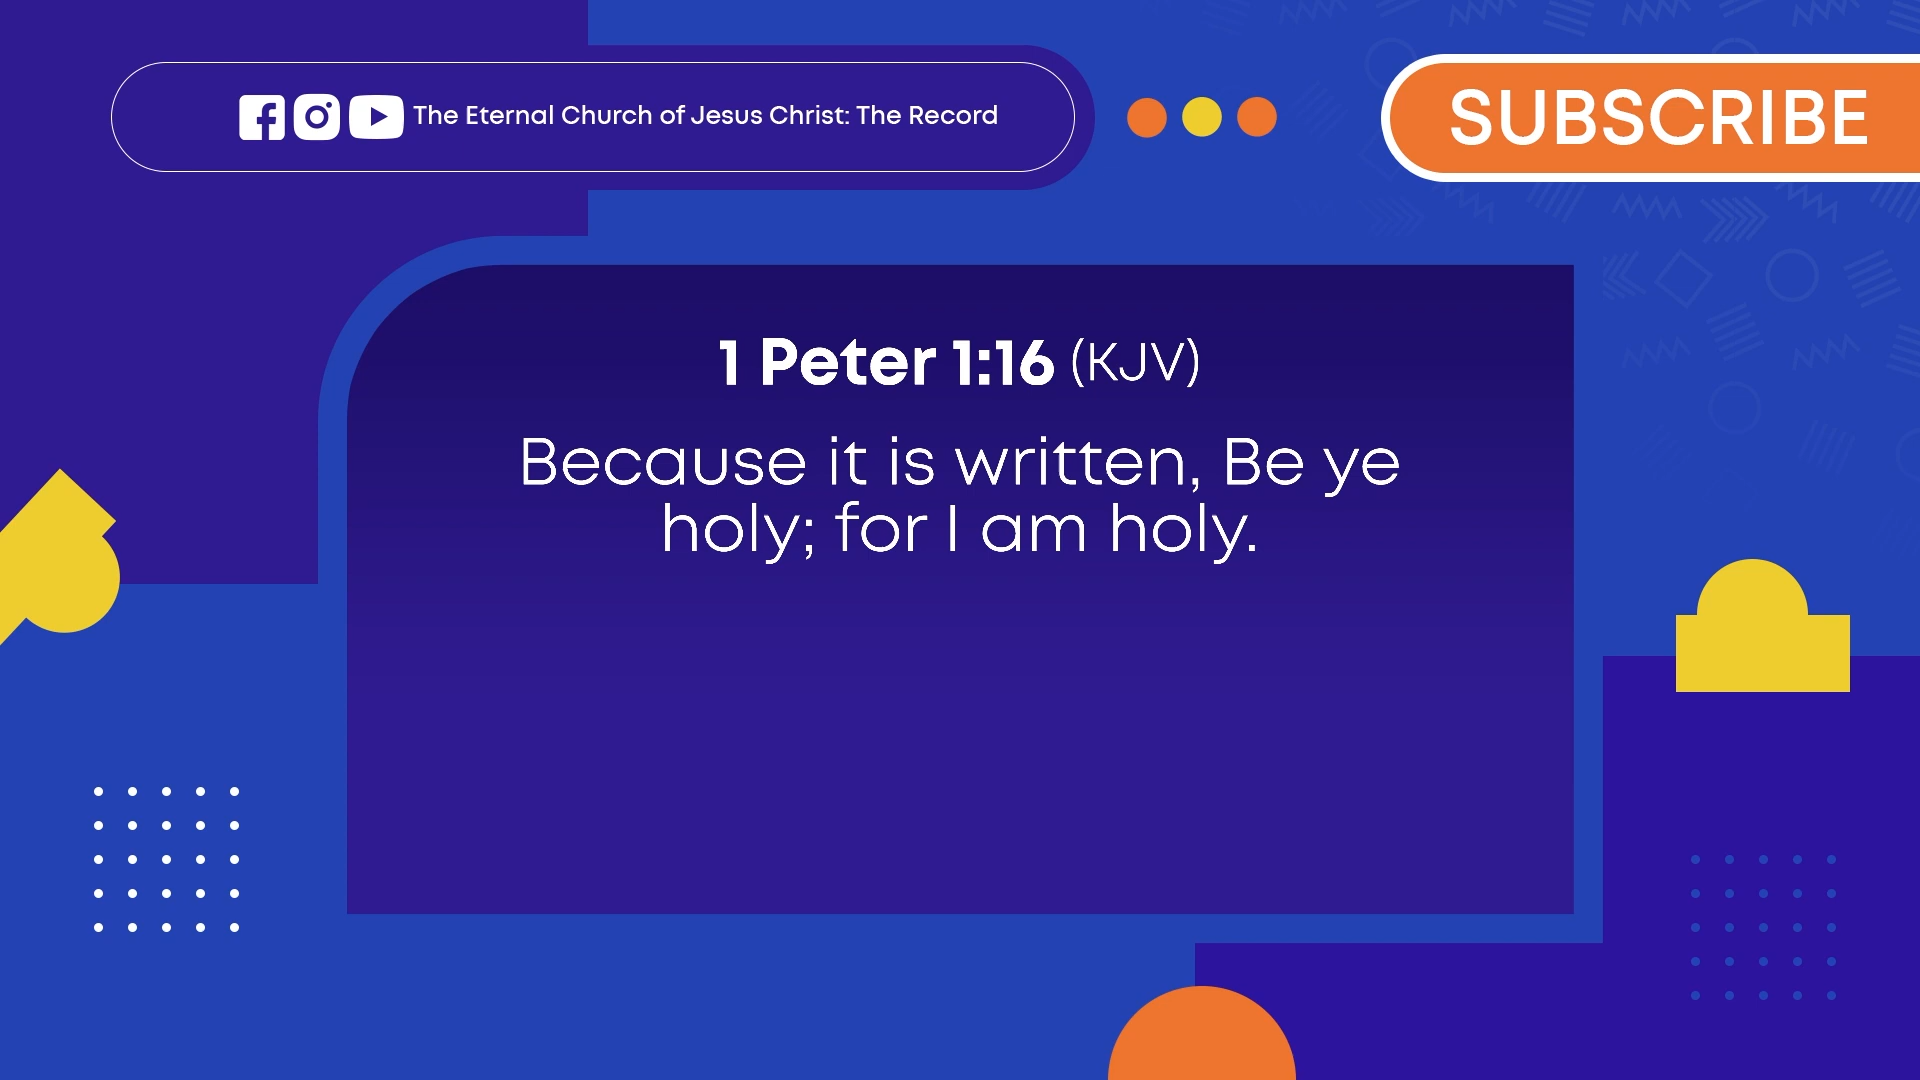 The Eternal Church of Jesus Christ: The Record
SUBSCRIBE
1 Peter 1:16 (KJV)
Because it is written, Be ye
holy; for I am holy.